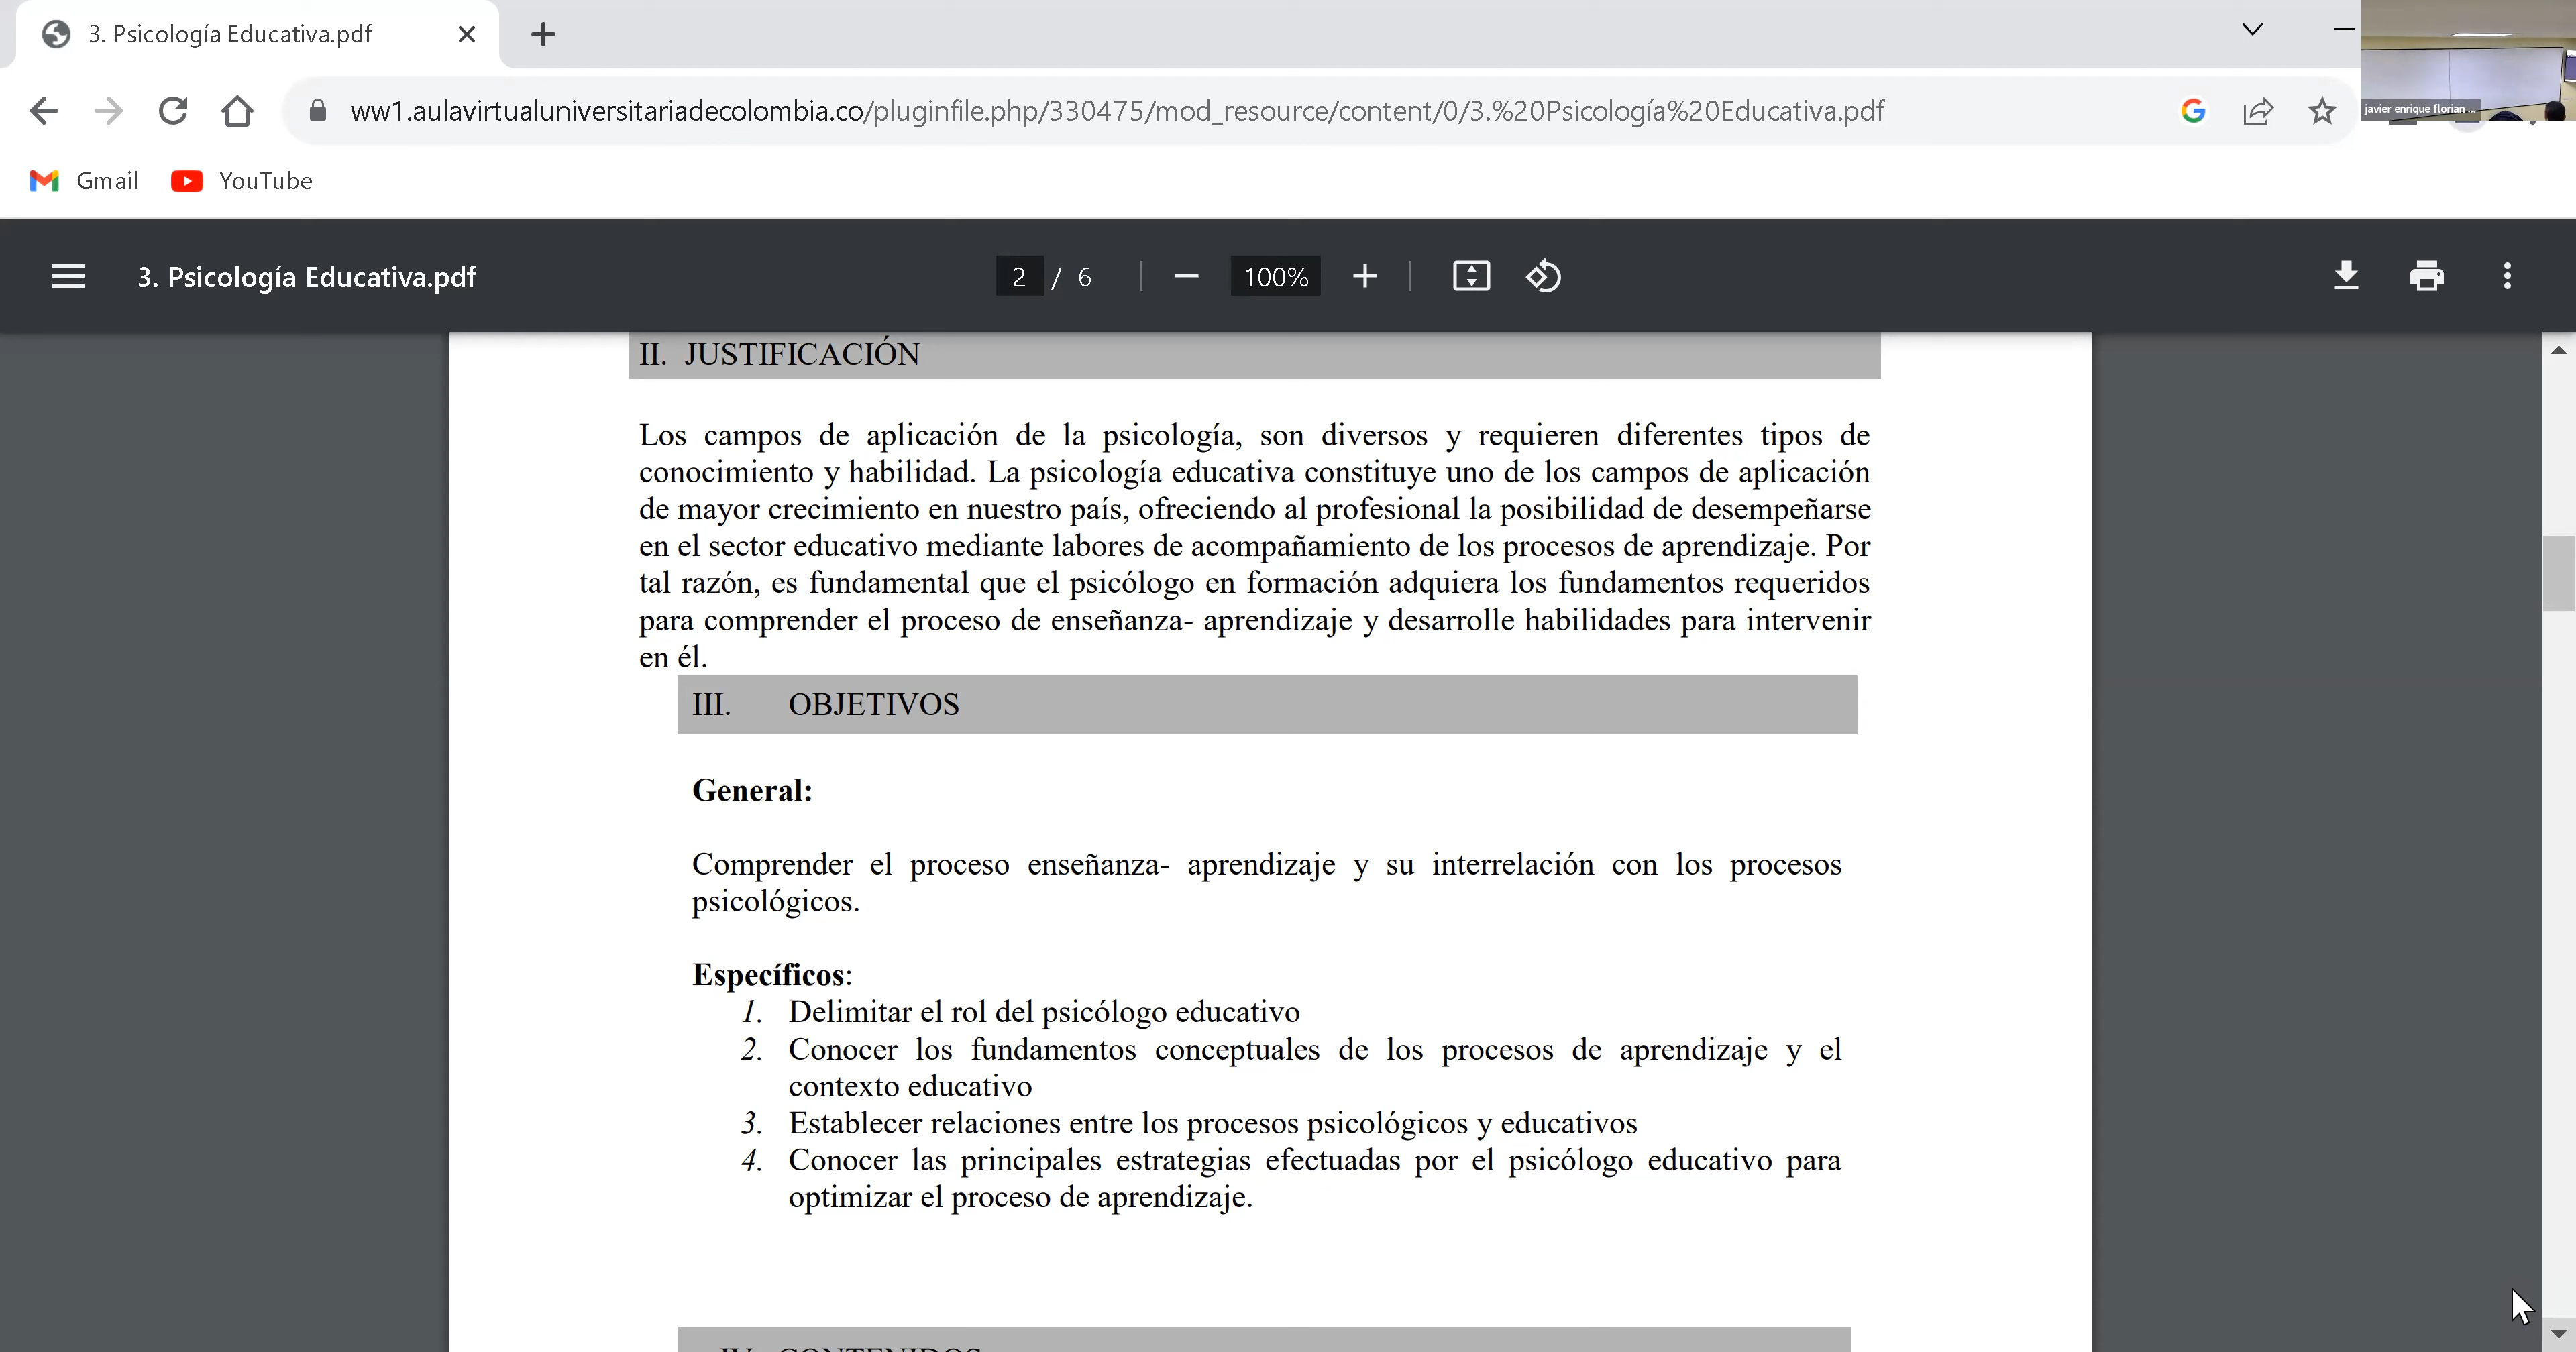 3. Psicología Educativa.pdf
ww1.aulavirtualuniversitariadecolombia.co/pluginfile.php/330475/mod_resource/content/0/3.%20Psicología%20Educativa.pdf
javier enrique florian ...
Gmail
YouTube
3. Psicología Educativa.pdf
2 / 6
100%
II. JUSTIFICACIÓN
Los campos de aplicación de la psicología, son diversos y requieren diferentes tipos de
conocimiento y habilidad. La psicología educativa constituye uno de los campos de aplicación
de mayor crecimiento en nuestro país, ofreciendo al profesional la posibilidad de desempeñarse
en el sector educativo mediante labores de acompañamiento de los procesos de aprendizaje. Por
tal razón, es fundamental que el psicólogo en formación adquiera los fundamentos requeridos
para comprender el proceso de enseñanza- aprendizaje y desarrolle habilidades para intervenir
en él.
III. OBJETIVOS
General:
Comprender el proceso enseñanza- aprendizaje y su interrelación con los procesos
psicológicos.
Específicos:
1. Delimitar el rol del psicólogo educativo
2. Conocer los fundamentos conceptuales de los procesos de aprendizaje y el
contexto educativo
3. Establecer relaciones entre los procesos psicológicos y educativos
4. Conocer las principales estrategias efectuadas por el psicólogo educativo para
optimizar el proceso de aprendizaje.
IV. CONTENIDOS